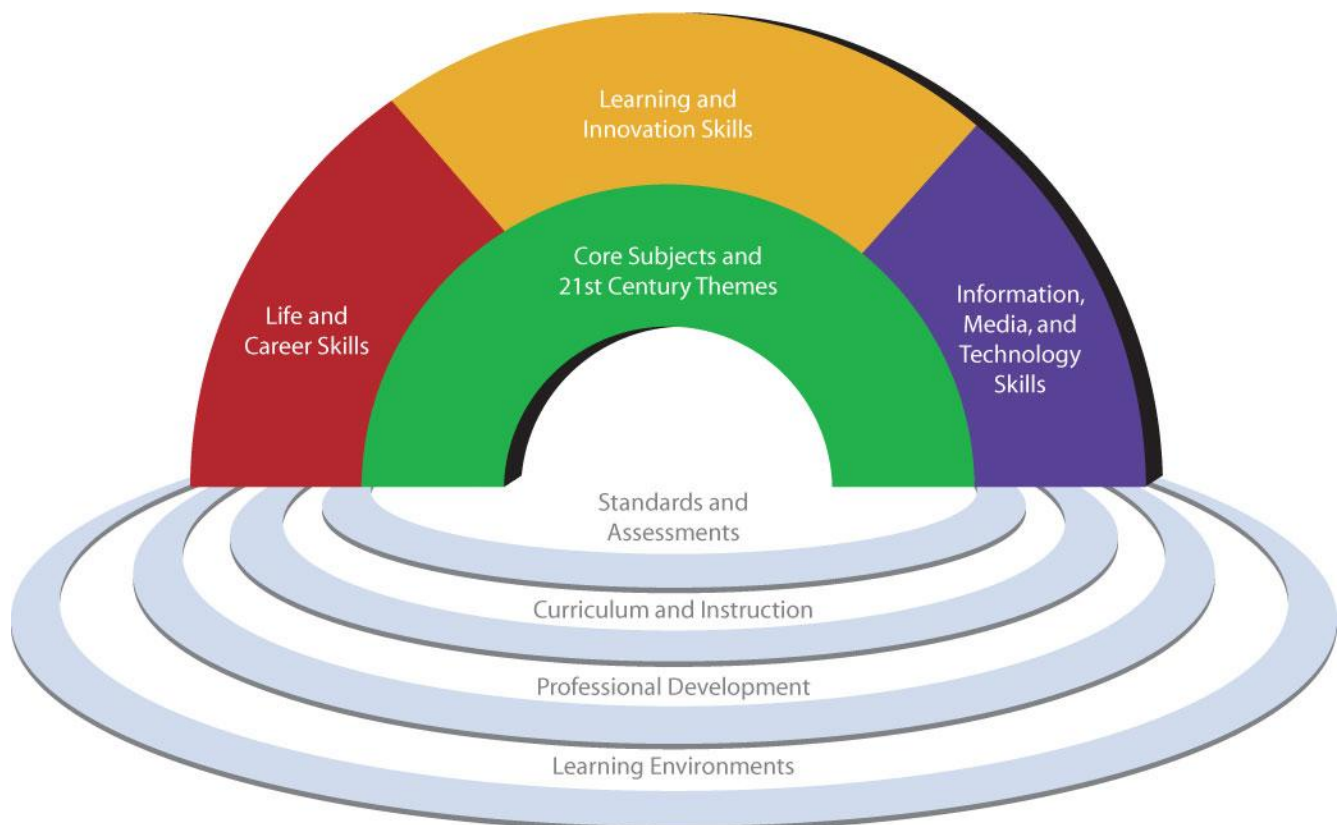 Learning and
Innovation Skills
Core Subjects and
21st Century Themes
Life and
Career Skills
Information,
Media, and
Technology
Skills
Standards and
Assessments
Curriculum and Instruction
Professional Development
Learning Environments